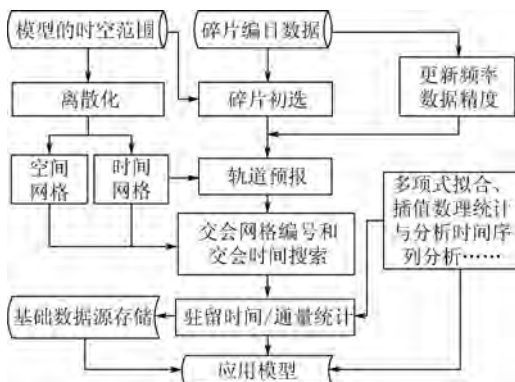 模型的时空范围
碎片编目数据
离散化
碎片初选
更新频率
数据精度
空间
网格
时间
网格
轨道预报
多项式拟合、
插值数理统计
与分析时间序
列分析……
交会网格编号和
交会时间搜索
基础数据源存储
驻留时间/通量统计
应用模型